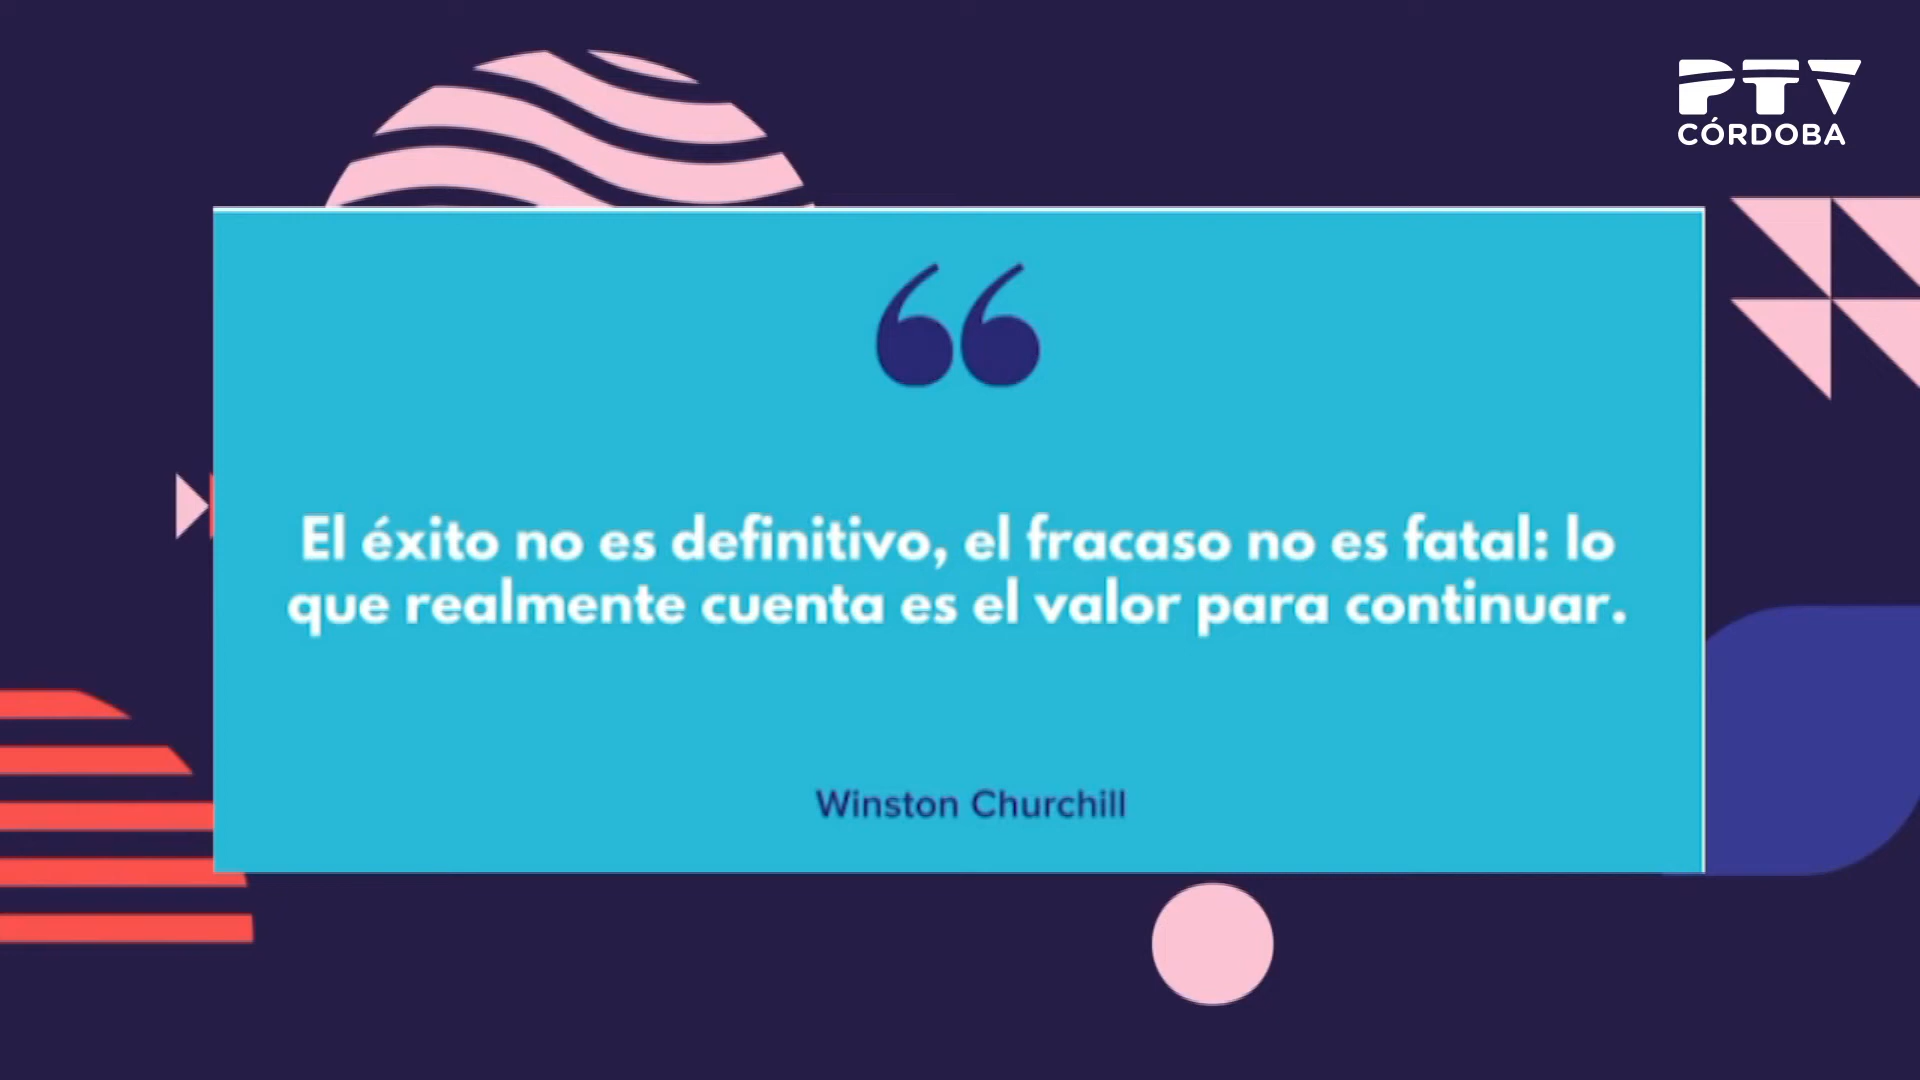 PTV
CÓRDOBA
“
El éxito no es definitivo, el fracaso no es fatal: lo
que realmente cuenta es el valor para continuar.
Winston Churchill